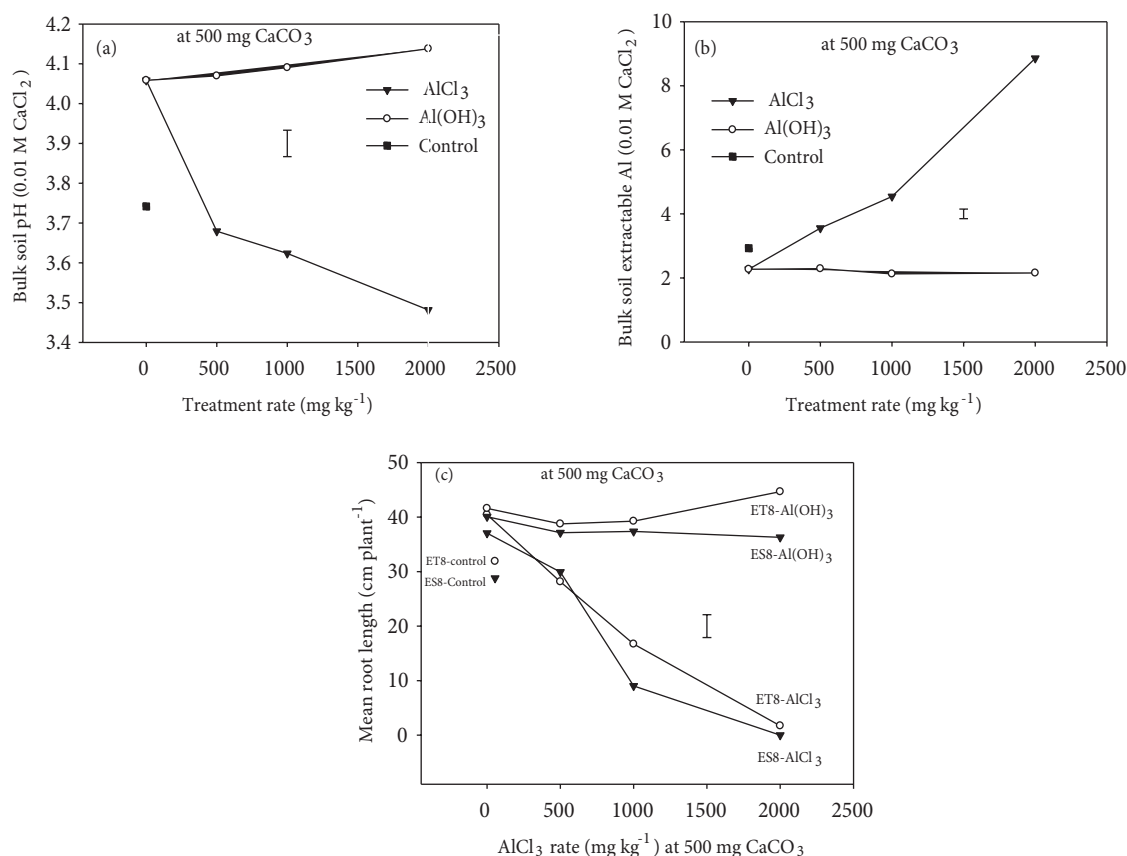 (a)
at 500 mg CaCO3
4.2
4.1
4.0
3.9
3.8
3.7
3.6
3.5
3.4
AlCl3
Al(OH)3
Control
Bulk soil pH (0.01 M CaCl2)
0 500 1000 1500 2000 2500
Treatment rate (mg kg-1)
(b)
at 500 mg CaCO3
10
8
6
4
2
0
AlCl3
Al(OH)3
Control
Bulk soil extractable Al (0.01 M CaCl2)
0 500 1000 1500 2000 2500
Treatment rate (mg kg-1)
(c)
at 500 mg CaCO3
50
40
30
20
10
0
ET8-Al(OH)3
ES8-Al(OH)3
ET8-control
ES8-Control
ET8-AlCl3
ES8-AlCl3
Mean root length (cm plant-1)
0 500 1000 1500 2000 2500
AlCl3 rate (mg kg-1) at 500 mg CaCO3